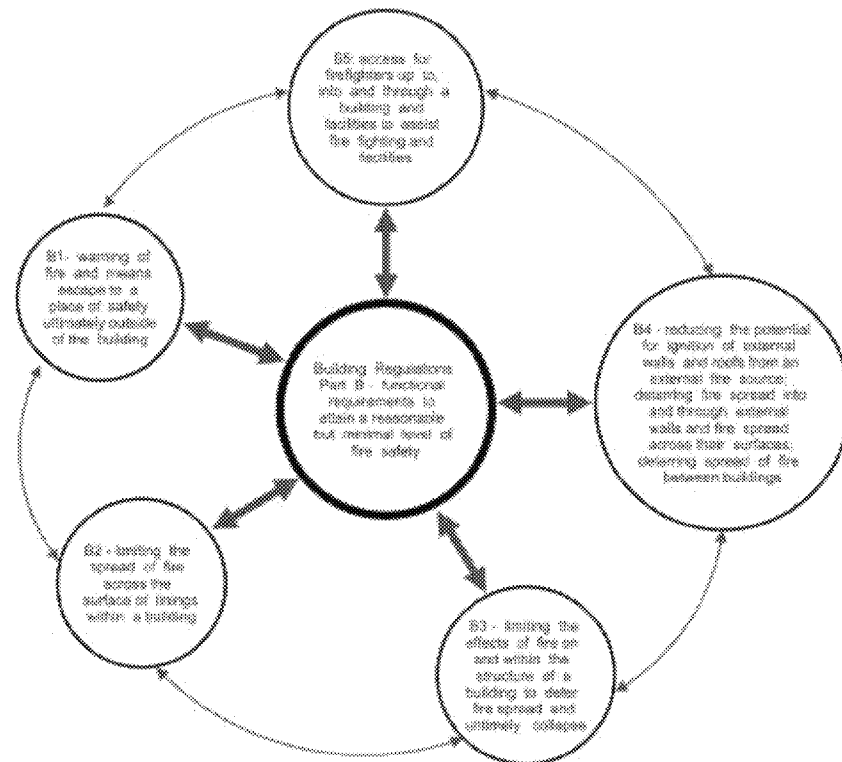 B5: access for
firefighters up to,
into and through a
building and
facilities to assist
fire fighting and
facilities
B1- warning of
fire and means
escape to a
place of safety
ultimately outside
of the building
Building Regulations
Part B - functional
requirements to
attain a reasonable
but minimal level of
fire safety
B4 - reducing the potential
for ignition of external
walls and roofs from an
external fire source;
deterring fire spread into
and through external
walls and fire spread
across their surfaces;
deterring spread of fire
between buildings
B2 - limiting the
spread of fire
across the
surface of linings
within a building
B3 - limiting the
effects of fire on
and within the
structure of a
building to deter
fire spread and
untimely collapse